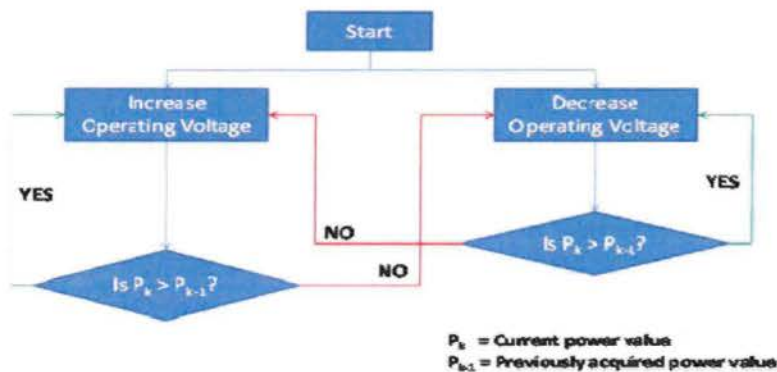 Start
Increase
Operating Voltage
Decrease
Operating Voltage
YES
YES
NO
NO
Is Pₖ > Pₖ₋₁?
Is Pₖ > Pₖ₋₁?
Pₖ = Current power value
Pₖ₋₁ = Previously acquired power value